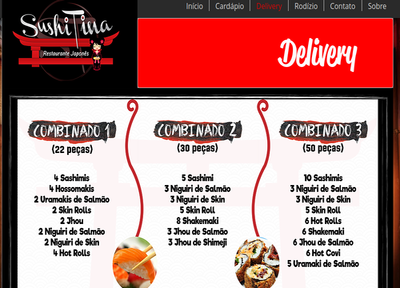 Sushi Tina
Restaurante Japonês
Início
Cardápio
Delivery
Rodízio
Contato
Sobre
Delivery
COMBINADO 1
(22 peças)
4 Sashimis
4 Hossomakis
2 Uramakis de Salmão
2 Skin Rolls
2 Jhou
2 Niguiri de Salmão
2 Niguiri de Skin
4 Hot Rolls
COMBINADO 2
(30 peças)
5 Sashimi
3 Niguiri de Salmão
3 Niguiri de Skin
5 Skin Roll
8 Shakemaki
3 Jhou de Salmão
3 Jhou de Shimeji
COMBINADO 3
(50 peças)
10 Sashimis
3 Niguiri de Salmão
3 Niguiri de Skin
5 Skin Roll
6 Hot Rolls
6 Shakemaki
6 Jhou de Salmão
6 Hot Covi
5 Uramaki de Salmão